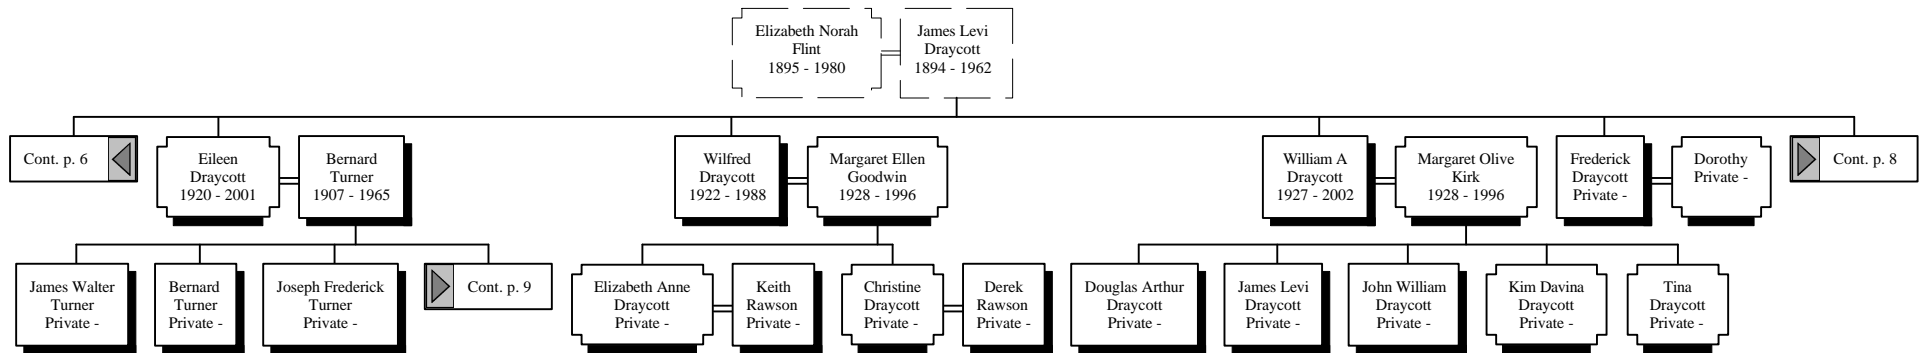 Elizabeth Norah
Flint
1895 - 1980
James Levi
Draycott
1894 - 1962
Cont. p. 6
Eileen
Draycott
1920 - 2001
Bernard
Turner
1907 - 1965
Wilfred
Draycott
1922 - 1988
Margaret Ellen
Goodwin
1928 - 1996
William A
Draycott
1927 - 2002
Margaret Olive
Kirk
1928 - 1996
Frederick
Draycott
Private -
Dorothy
Private -
Cont. p. 8
James Walter
Turner
Private -
Bernard
Turner
Private -
Joseph Frederick
Turner
Private -
Cont. p. 9
Elizabeth Anne
Draycott
Private -
Keith
Rawson
Private -
Christine
Draycott
Private -
Derek
Rawson
Private -
Douglas Arthur
Draycott
Private -
James Levi
Draycott
Private -
John William
Draycott
Private -
Kim Davina
Draycott
Private -
Tina
Draycott
Private -